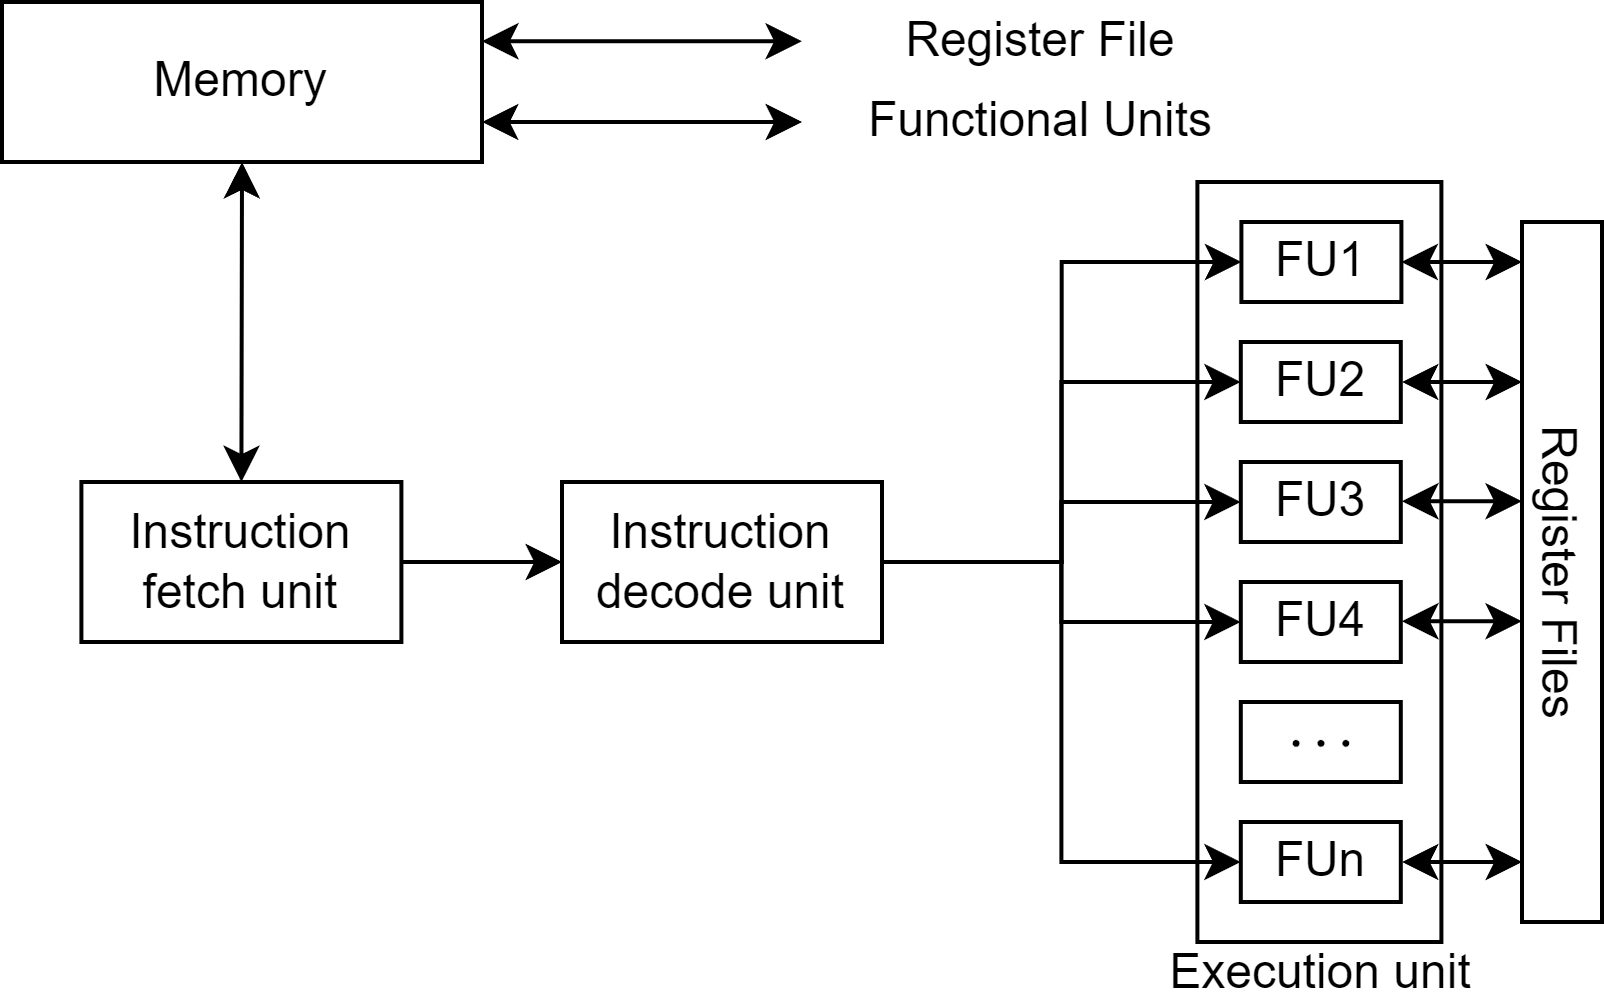 Memory
Register File
Functional Units
Instruction
fetch unit
Instruction
decode unit
FU1
FU2
FU3
FU4
...
FUn
Register Files
Execution unit